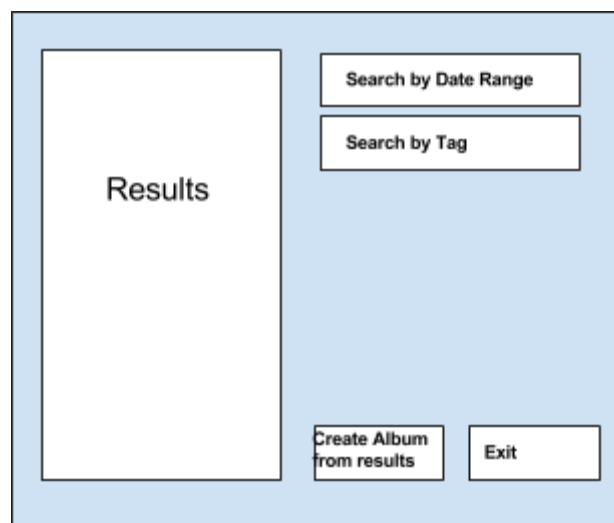 Results
Search by Date Range
Search by Tag
Create Album
from results
Exit